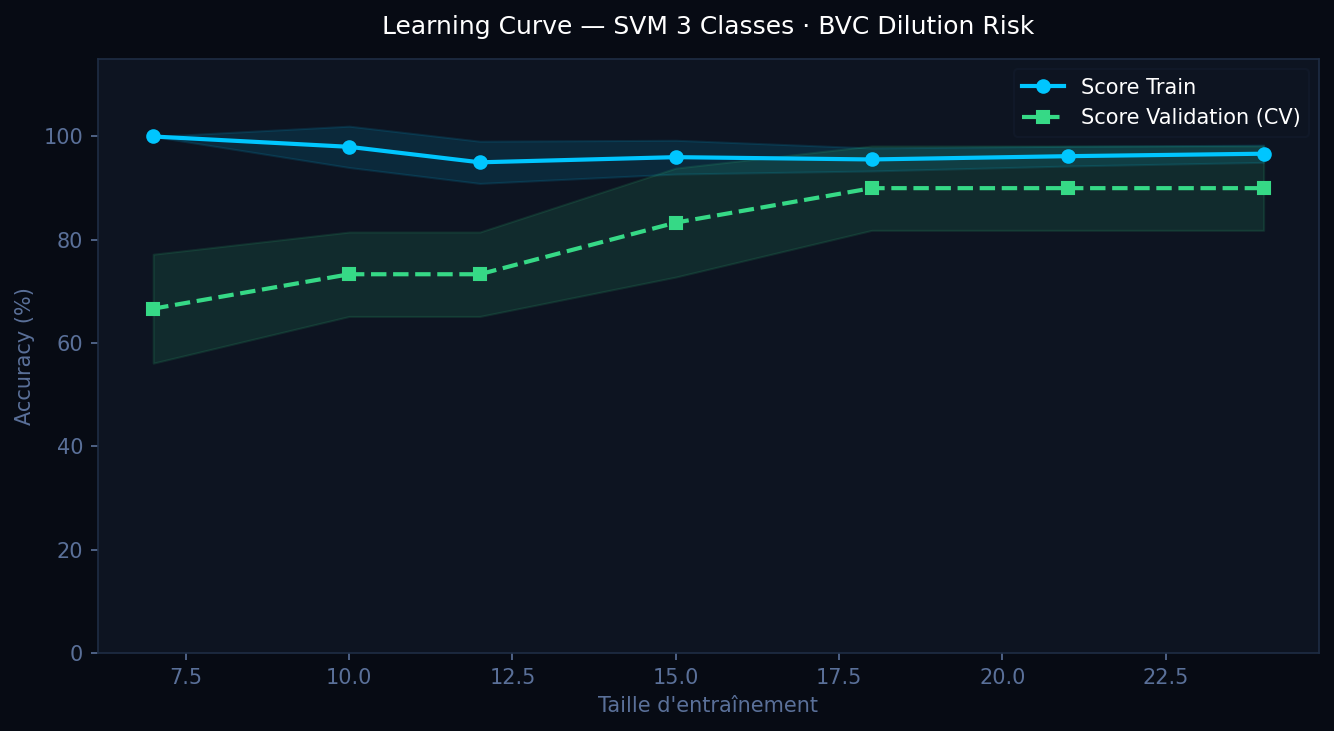 Learning Curve — SVM 3 Classes · BVC Dilution Risk
Score Train
Score Validation (CV)
100
80
60
40
20
0
Accuracy (%)
7.5 10.0 12.5 15.0 17.5 20.0 22.5
Taille d'entraînement